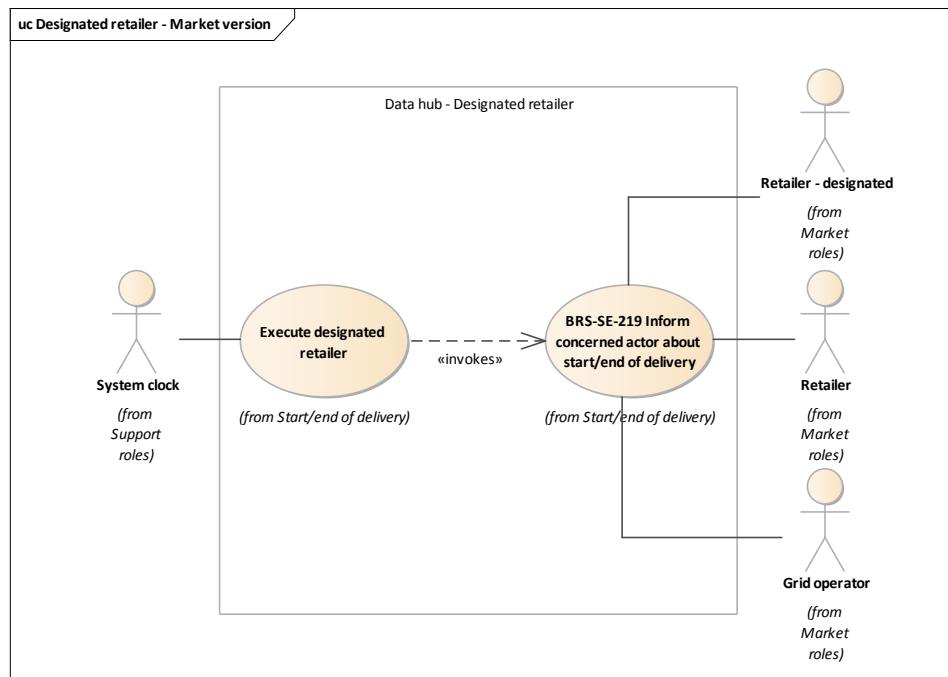 uc Designated retailer - Market version
Data hub - Designated retailer
Retailer - designated
(from
Market
roles)
System clock
(from
Support
roles)
Execute designated
retailer
(from Start/end of delivery)
«invokes»
BRS-SE-219 Inform
concerned actor about
start/end of delivery
(from Start/end of delivery)
Retailer
(from
Market
roles)
Grid operator
(from
Market
roles)